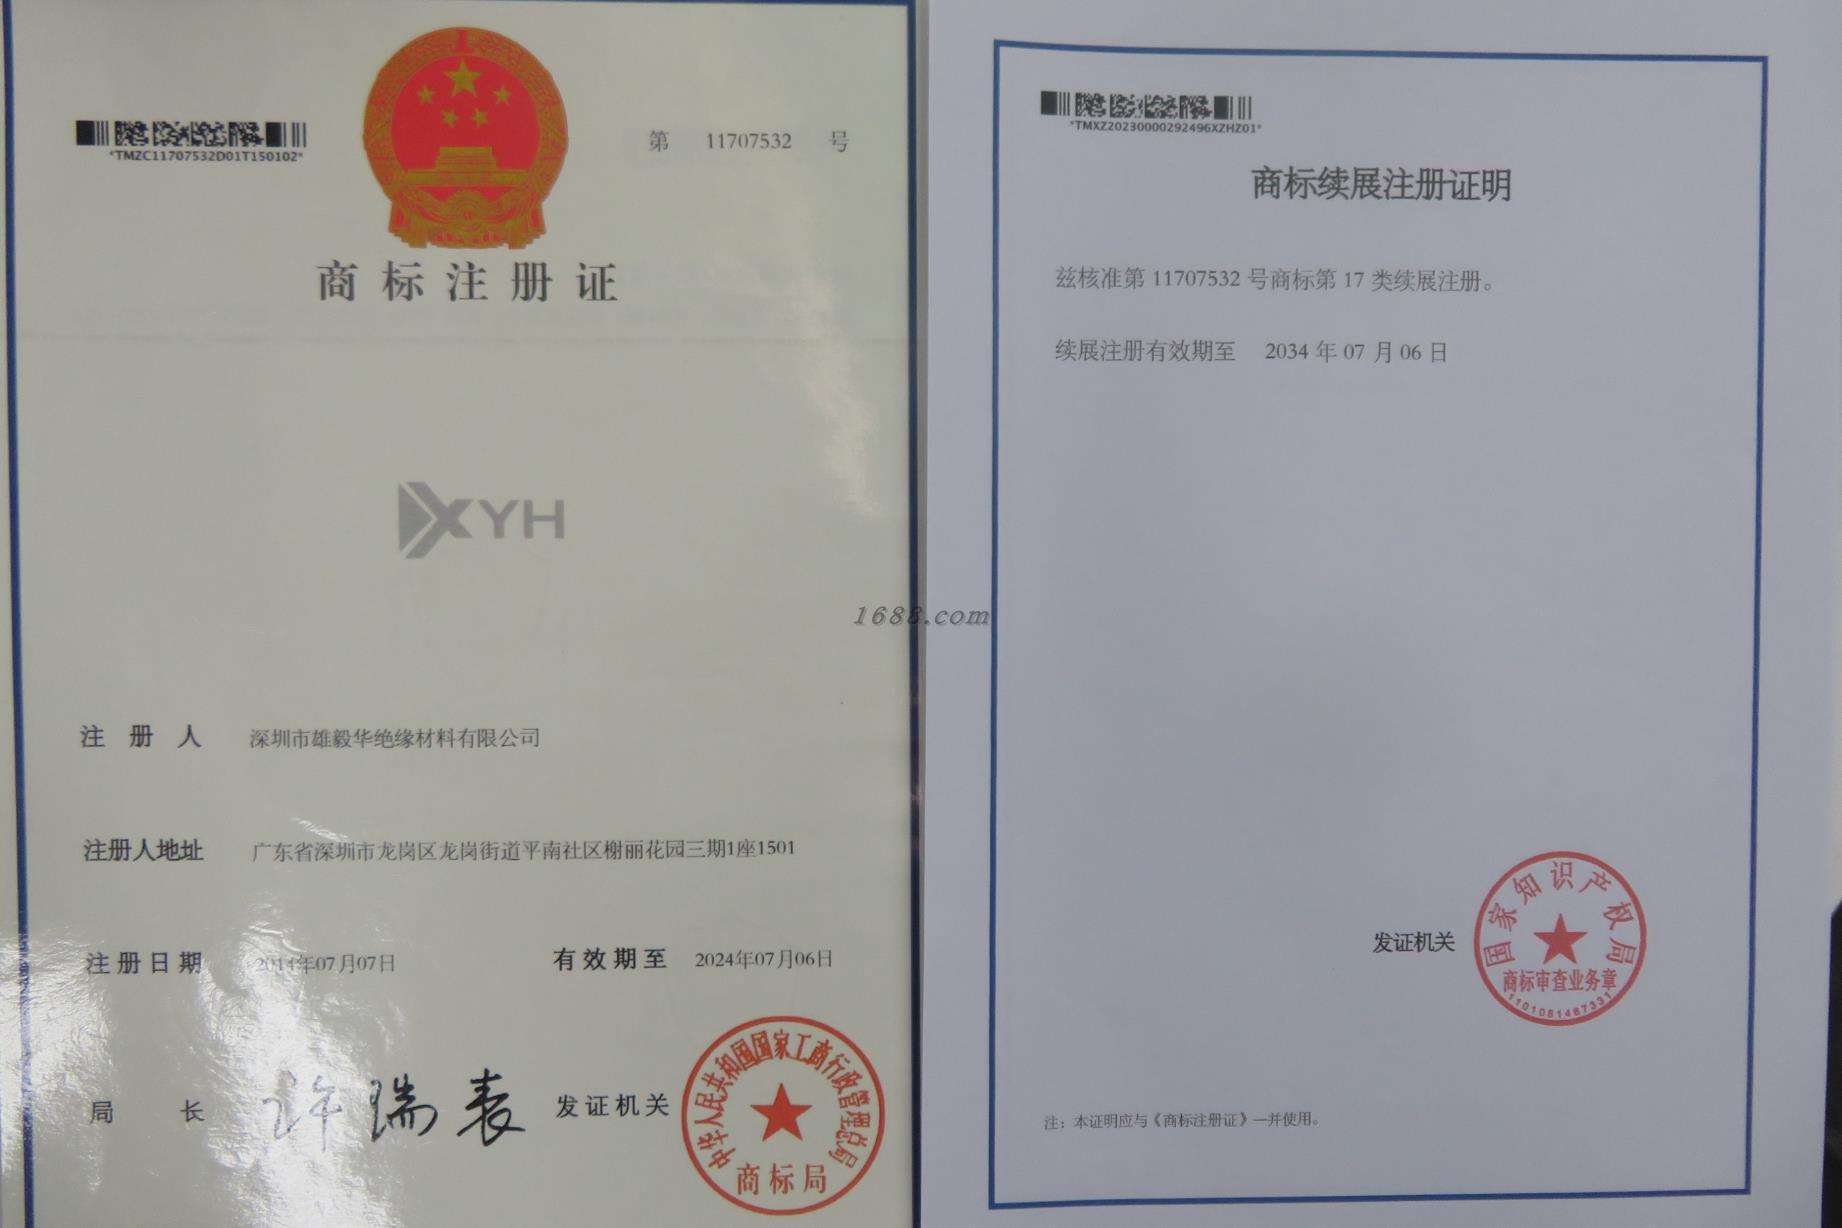 *TMZC11707532D01T150102*
第 11707532 号
商标注册证
XYH
注册人 深圳市雄毅华绝缘材料有限公司
注册人地址 广东省深圳市龙岗区龙岗街道平南社区榭丽花园三期1座1501
注册日期 2014年07月07日 有效期至 2024年07月06日
局长 许瑞表 发证机关
中华人民共和国国家工商行政管理总局
商标局
1688.com
*TMXZ20230000292496XZHZ01*
商标续展注册证明
兹核准第 11707532 号商标第 17 类续展注册。
续展注册有效期至 2034 年 07 月 06 日
发证机关
国家知识产权局
商标审查业务章
1101081467331
注：本证明应与《商标注册证》一并使用。